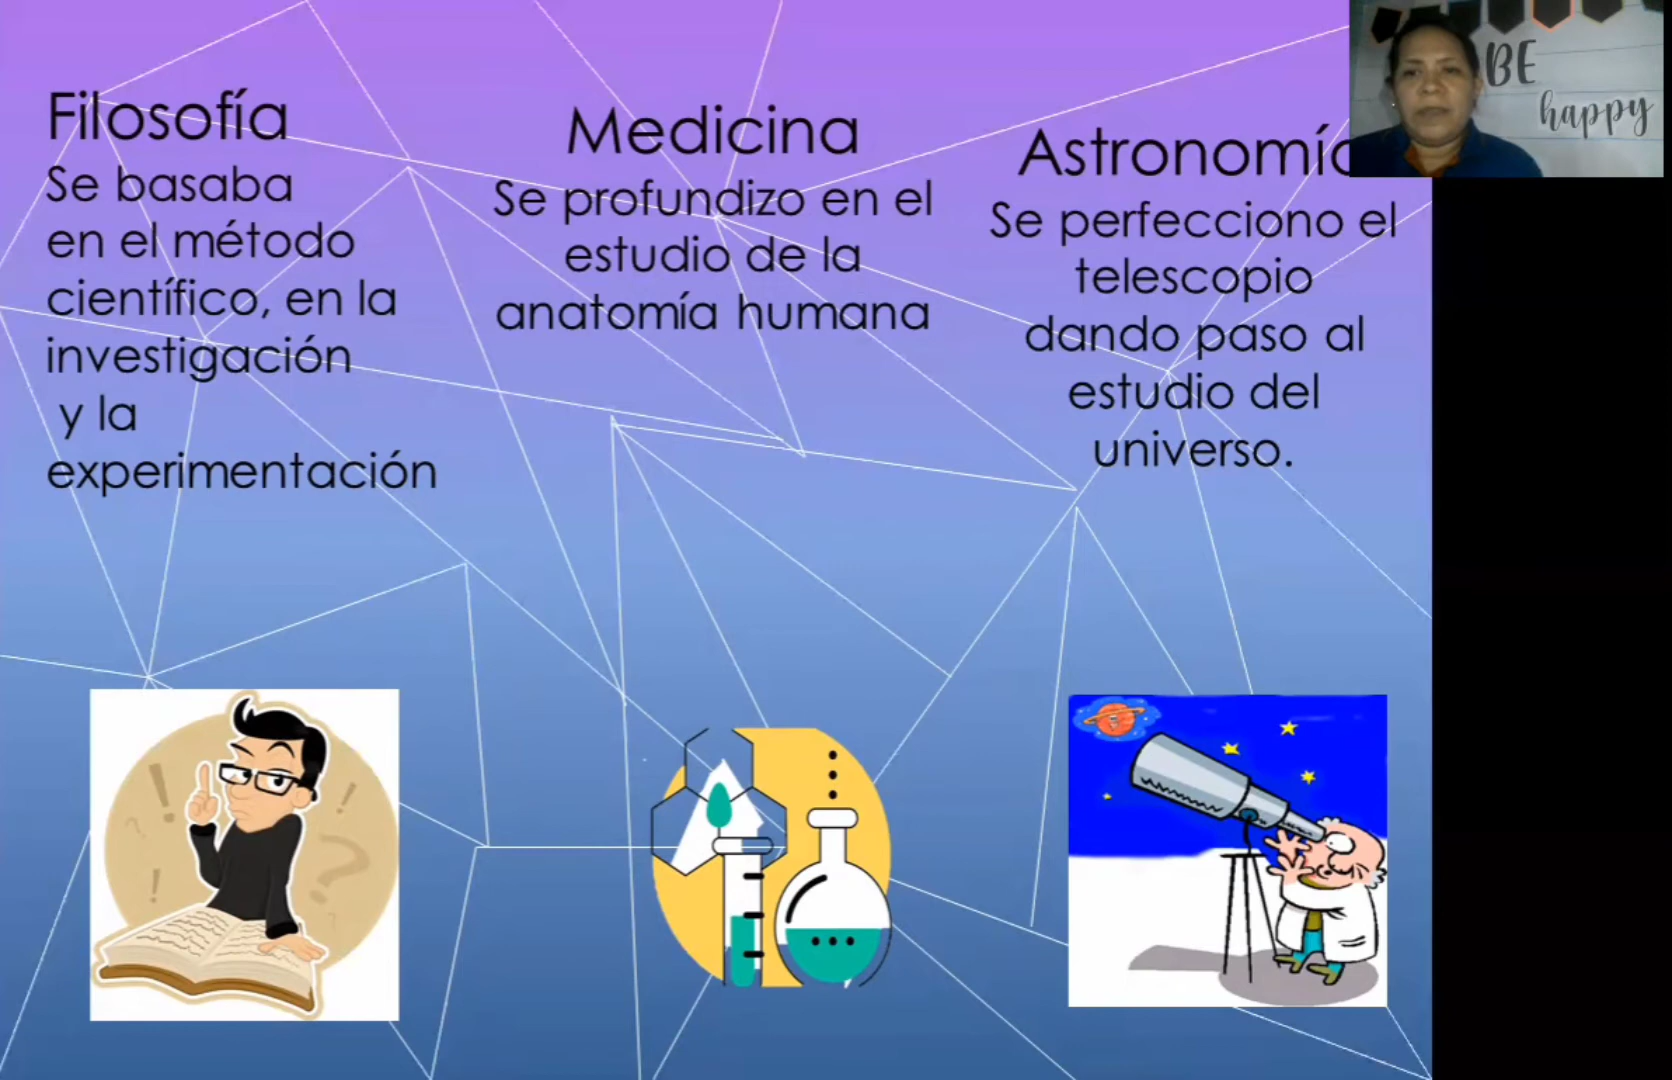 Filosofía
Se basaba
en el método
científico, en la
investigación
y la
experimentación
Medicina
Se profundizo en el
estudio de la
anatomía humana
Astronomía
Se perfecciono el
telescopio
dando paso al
estudio del
universo.
BE
happy